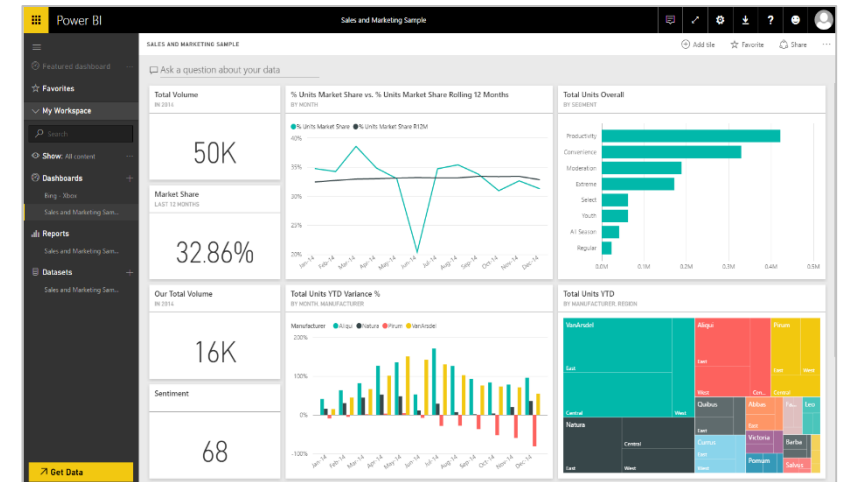 Power BI
Sales and Marketing Sample
?
SALES AND MARKETING SAMPLE
Add tile
Favorite
Share
Featured dashboard
Favorites
My Workspace
Search
Show: All content
Dashboards
Bing - Xbox
Sales and Marketing Sam...
Reports
Sales and Marketing Sam...
Datasets
Sales and Marketing Sam...
Get Data
Ask a question about your data
Total Volume
IN 2014
50K
Market Share
LAST 12 MONTHS
32.86%
Our Total Volume
IN 2014
16K
Sentiment
68
% Units Market Share vs. % Units Market Share Rolling 12 Months
BY MONTH
% Units Market Share % Units Market Share R12M
40%
35%
30%
25%
20%
Jan-14 Feb-14 Mar-14 Apr-14 May-14 Jun-14 Jul-14 Aug-14 Sep-14 Oct-14 Nov-14 Dec-14
Total Units Overall
BY SEGMENT
Productivity
Convenience
Moderation
Extreme
Select
Youth
All Season
Regular
0.0M 0.1M 0.2M 0.3M 0.4M 0.5M
Total Units YTD Variance %
BY MONTH, MANUFACTURER
Manufacturer Aliqui Natura Pirum VanArsdel
200%
100%
0%
-100%
Jan-14 Feb-14 Mar-14 Apr-14 May-14 Jun-14 Jul-14 Aug-14 Sep-14 Oct-14 Nov-14 Dec-14
Total Units YTD
BY MANUFACTURER, REGION
VanArsdel
East
Central
West
Natura
Central
East
West
Aliqui
East
West
Cen...
Pirum
East
West
Central
Quibus
East
Abbas
East
Fa...
Leo
Currus
East
West
Victoria
Barba
Pomum
Salvus